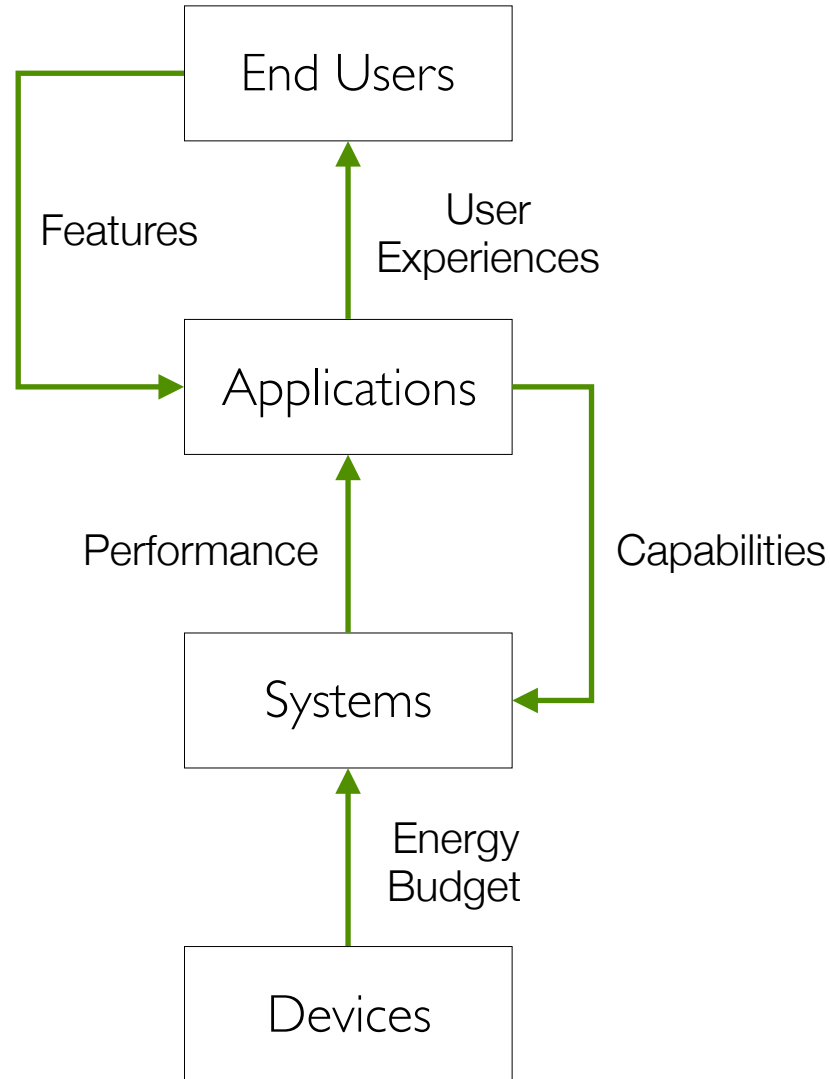 End Users
Features
User
Experiences
Applications
Performance
Capabilities
Systems
Energy
Budget
Devices